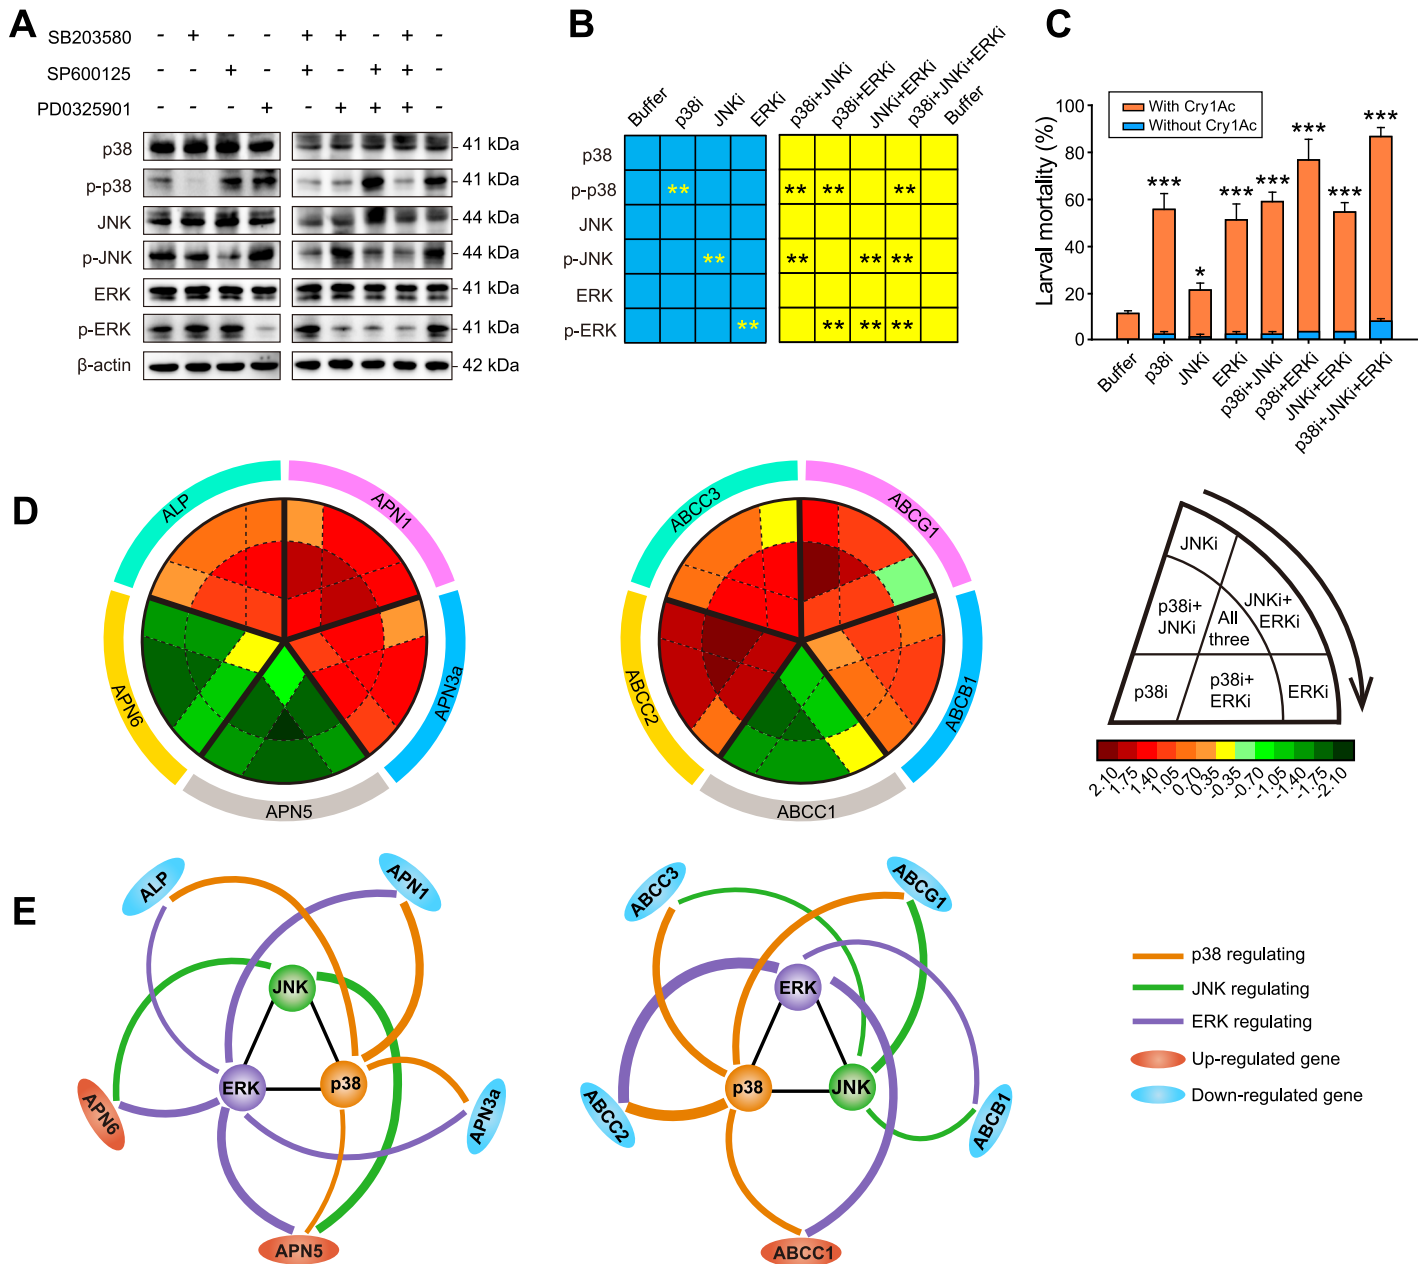 A
SB203580 - + - - + + - + -
SP600125 - - + - + - + + -
PD0325901 - - - + - + + + -
p38 41 kDa
p-p38 41 kDa
JNK 44 kDa
p-JNK 44 kDa
ERK 41 kDa
p-ERK 41 kDa
β-actin 42 kDa
B
Buffer p38i JNKi ERKi p38i+JNKi p38i+ERKi JNKi+ERKi p38i+JNKi+ERKi Buffer
p38
p-p38 ** ** ** **
JNK
p-JNK ** ** ** **
ERK
p-ERK ** ** ** **
C
Larval mortality (%)
100
80
60
40
20
0
With Cry1Ac
Without Cry1Ac
*** * *** *** *** *** ***
Buffer p38i JNKi ERKi p38i+JNKi p38i+ERKi JNKi+ERKi p38i+JNKi+ERKi
D
ALP
APN1
APN3a
APN5
APN6
ABCC3
ABCG1
ABCB1
ABCC1
ABCC2
JNKi
p38i+
JNKi
All
three
JNKi+
ERKi
p38i
p38i+
ERKi
ERKi
2.10 1.75 1.40 1.05 0.70 0.35 -0.35 -0.70 -1.05 -1.40 -1.75 -2.10
E
ALP
APN1
JNK
ERK
p38
APN6
APN3a
APN5
ABCC3
ABCG1
ERK
p38
JNK
ABCC2
ABCB1
ABCC1
p38 regulating
JNK regulating
ERK regulating
Up-regulated gene
Down-regulated gene